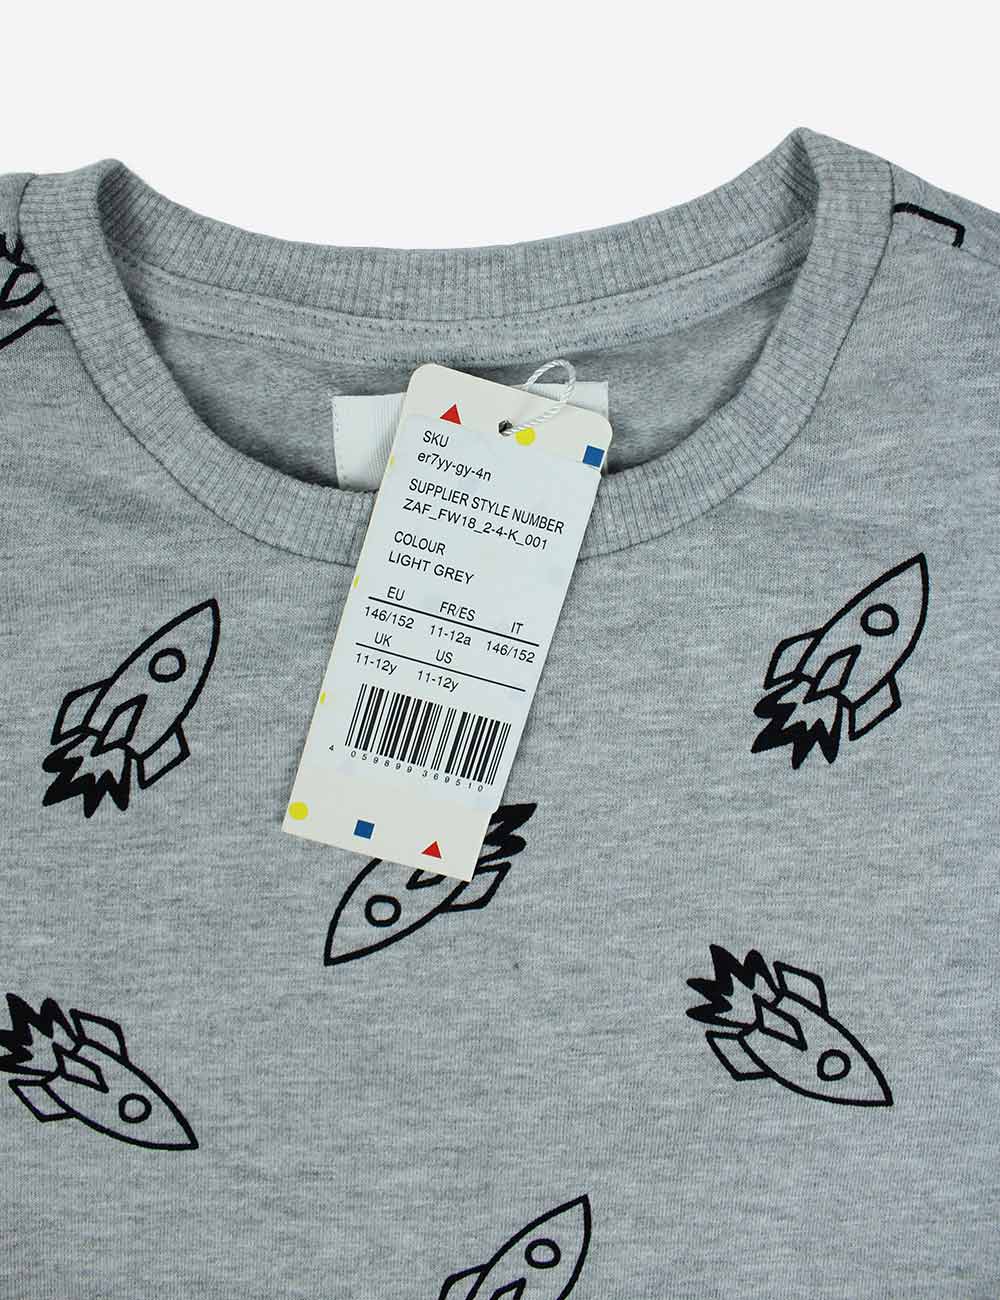 SKU
er7yy-gy-4n
SUPPLIER STYLE NUMBER
ZAF_FW18_2-4-K_001
COLOUR
LIGHT GREY
EU FR/ES IT
146/152 11-12a 146/152
UK US
11-12y 11-12y
4 059899 369510